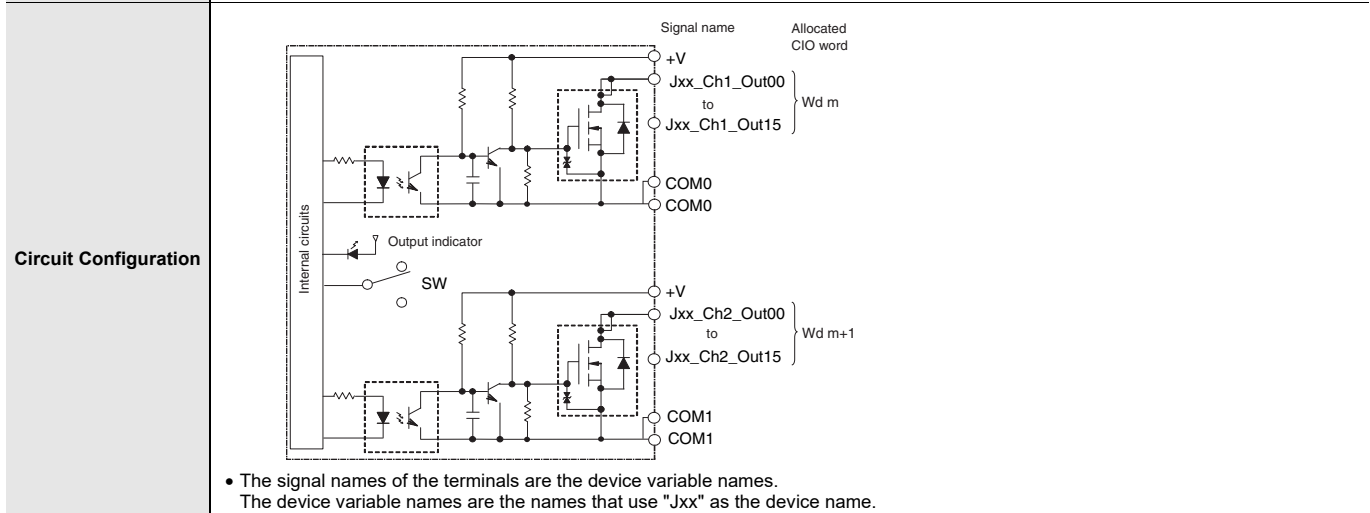 Circuit Configuration
Signal name
Allocated
CIO word
+V
Jxx_Ch1_Out00
to
Wd m
Jxx_Ch1_Out15
COM0
COM0
Internal circuits
Output indicator
SW
+V
Jxx_Ch2_Out00
to
Wd m+1
Jxx_Ch2_Out15
COM1
COM1
• The signal names of the terminals are the device variable names.
The device variable names are the names that use "Jxx" as the device name.